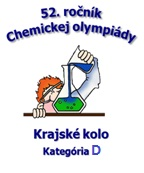 52. ročník
Chemickej olympiády
Krajské kolo
Kategória D